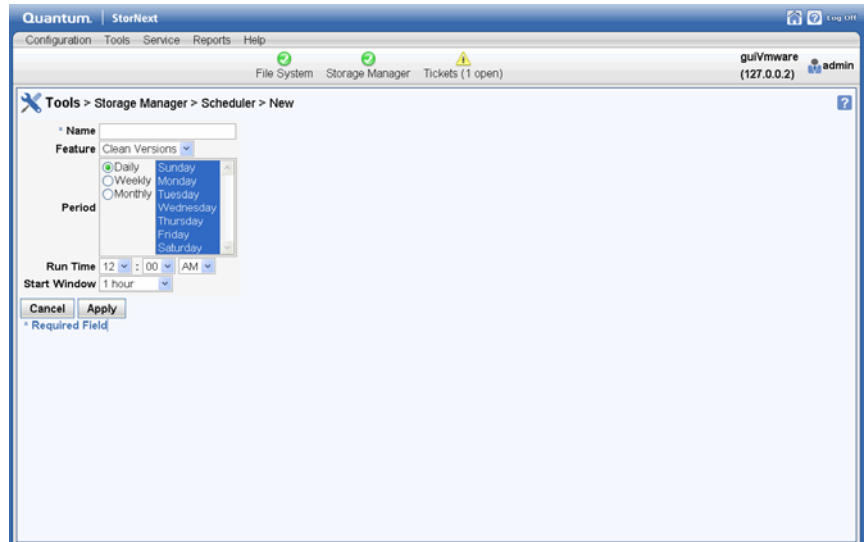 Quantum. StorNext Log Off
Configuration Tools Service Reports Help
File System Storage Manager Tickets (1 open)
guiVmware
(127.0.0.2)
admin
Tools > Storage Manager > Scheduler > New
* Name
Feature Clean Versions
Period
Daily
Weekly
Monthly
Sunday
Monday
Tuesday
Wednesday
Thursday
Friday
Saturday
Run Time 12 : 00 AM
Start Window 1 hour
Cancel Apply
* Required Field